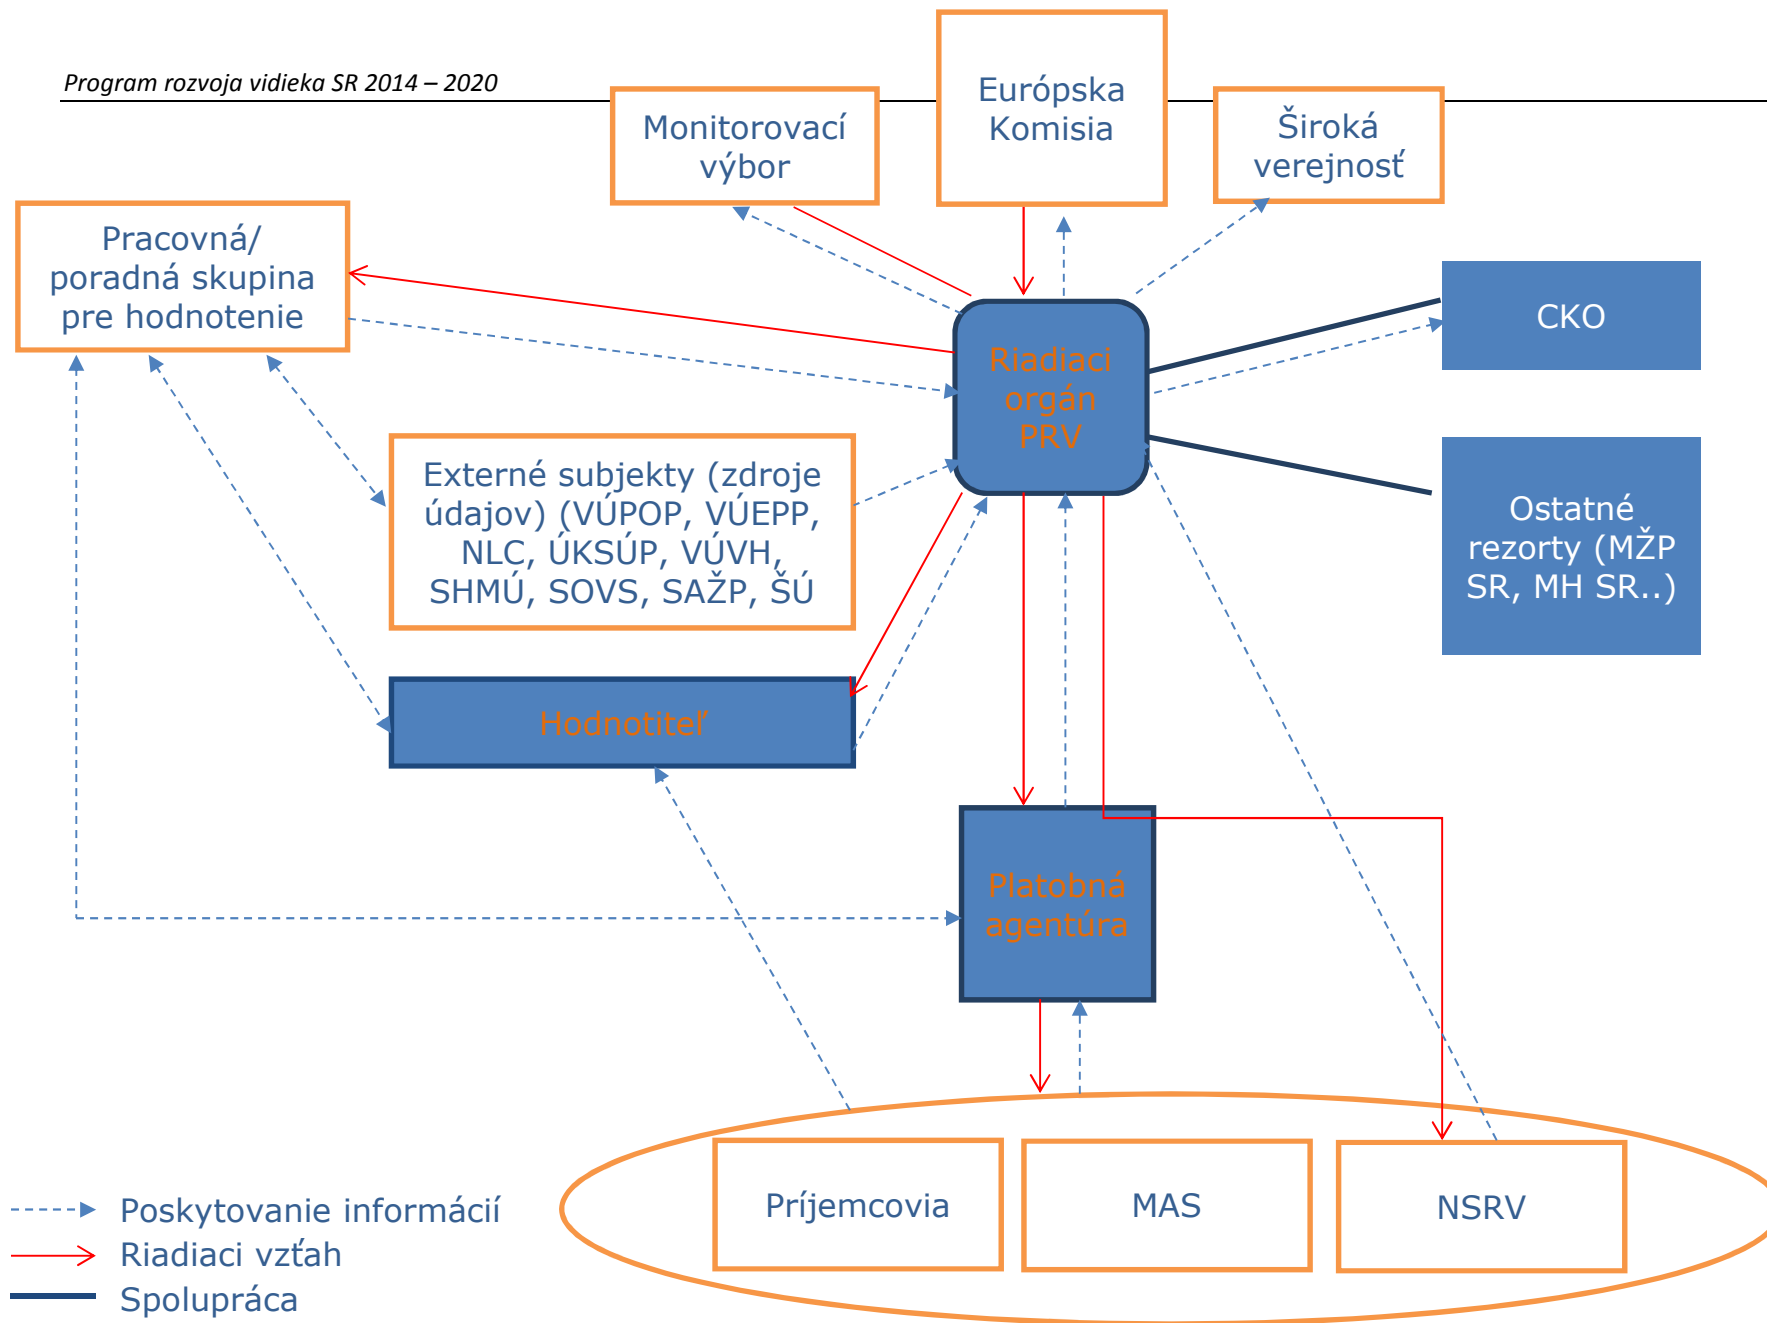 Program rozvoja vidieka SR 2014 – 2020
Monitorovací
výbor
Európska
Komisia
Široká
verejnosť
Pracovná/
poradná skupina
pre hodnotenie
CKO
Riadiaci
orgán
PRV
Externé subjekty (zdroje
údajov) (VÚPOP, VÚEPP,
NLC, ÚKSÚP, VÚVH,
SHMÚ, SOVS, SAŽP, ŠÚ
Ostatné
rezorty (MŽP
SR, MH SR..)
Hodnotiteľ
Platobná
agentúra
Príjemcovia
MAS
NSRV
Poskytovanie informácií
Riadiaci vzťah
Spolupráca